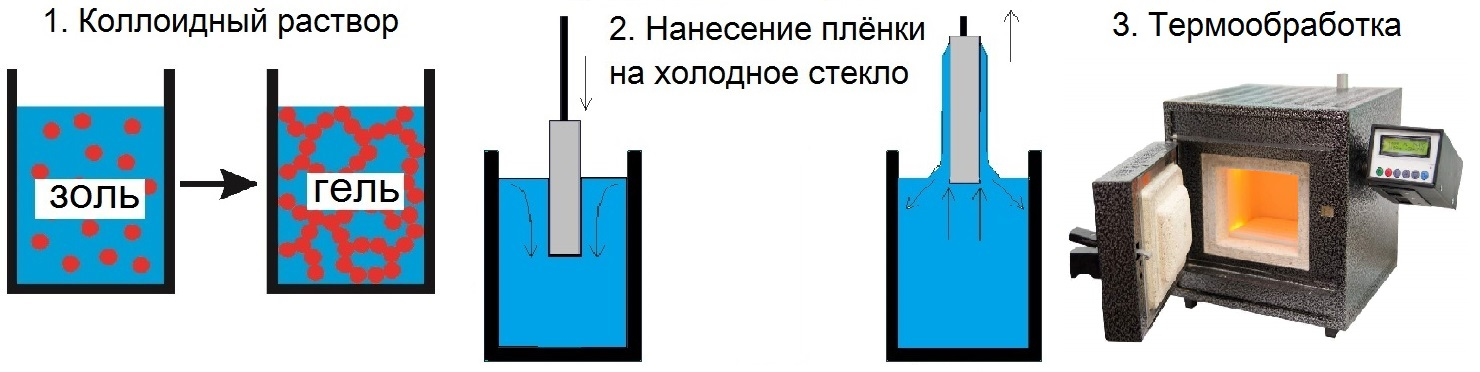 1. Коллоидный раствор
золь
гель
2. Нанесение плёнки
на холодное стекло
3. Термообработка